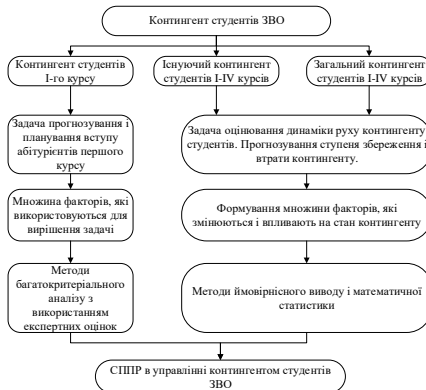 Контингент студентів ЗВО
Контингент студентів
І-го курсу
Існуючий контингент
студентів І-IV курсів
Загальний контингент
студентів І-IV курсів
Задача прогнозування і
планування вступу
абітурієнтів першого
курсу
Задача оцінювання динаміки руху контингенту
студентів. Прогнозування ступеня збереження і
втрати контингенту.
Множина факторів, які
використовуються для
вирішення задачі
Формування множини факторів, які
змінюються і впливають на стан контингенту
Методи
багатокритеріального
аналізу з
використанням
експертних оцінок
Методи ймовірнісного виводу і математичної
статистики
СППР в управлінні контингентом студентів
ЗВО